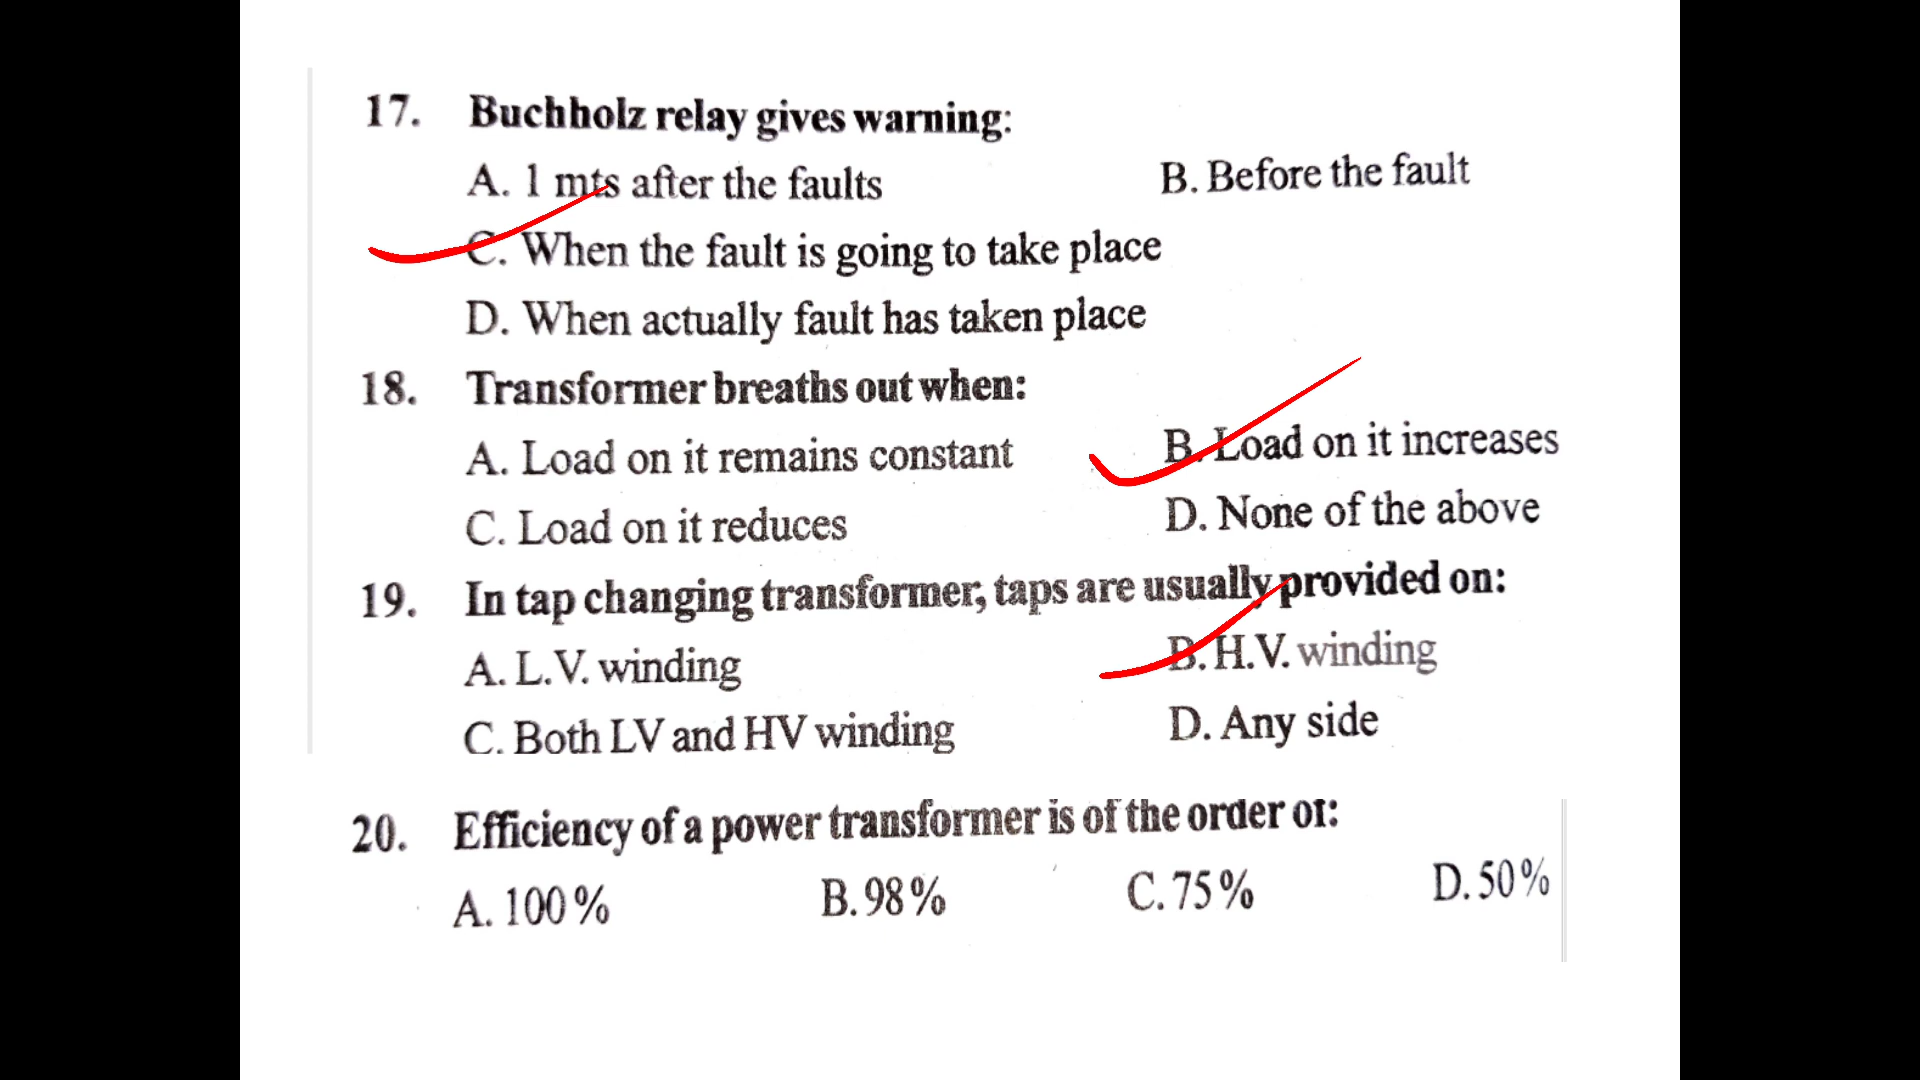 17. Buchholz relay gives warning:
A. 1 mts after the faults B. Before the fault
C. When the fault is going to take place
D. When actually fault has taken place
18. Transformer breaths out when:
A. Load on it remains constant B. Load on it increases
C. Load on it reduces D. None of the above
19. In tap changing transformer, taps are usually provided on:
A. L.V. winding B. H.V. winding
C. Both LV and HV winding D. Any side
20. Efficiency of a power transformer is of the order of:
A. 100% B. 98% C. 75% D. 50%